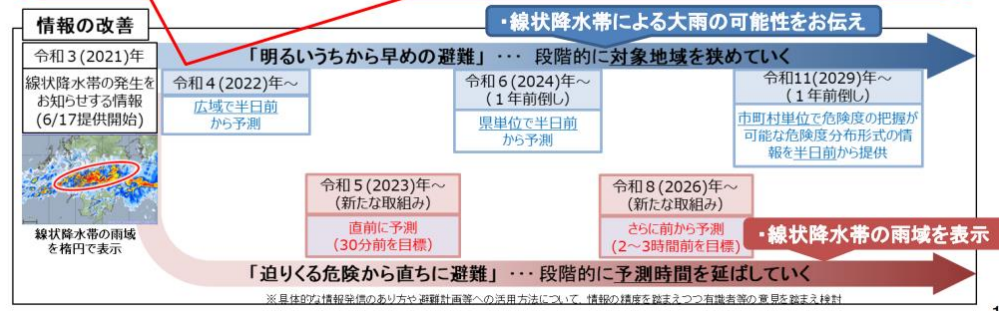 情報の改善
・線状降水帯による大雨の可能性をお伝え
令和3(2021)年
線状降水帯の発生を
お知らせする情報
(6/17提供開始)
線状降水帯の雨域
を楕円で表示
「明るいうちから早めの避難」･･･ 段階的に対象地域を狭めていく
令和4(2022)年～
広域で半日前
から予測
令和6(2024)年～
(1年前倒し)
県単位で半日前
から予測
令和11(2029)年～
(1年前倒し)
市町村単位で危険度の把握が
可能な危険度分布形式の情
報を半日前から提供
令和5(2023)年～
(新たな取組み)
直前に予測
(30分前を目標)
令和8(2026)年～
(新たな取組み)
さらに前から予測
(2～3時間前を目標)
・線状降水帯の雨域を表示
「迫りくる危険から直ちに避難」･･･ 段階的に予測時間を延ばしていく
※具体的な情報発信のあり方や避難計画等への活用方法について、情報の精度を踏まえつつ有識者等の意見を踏まえ検討